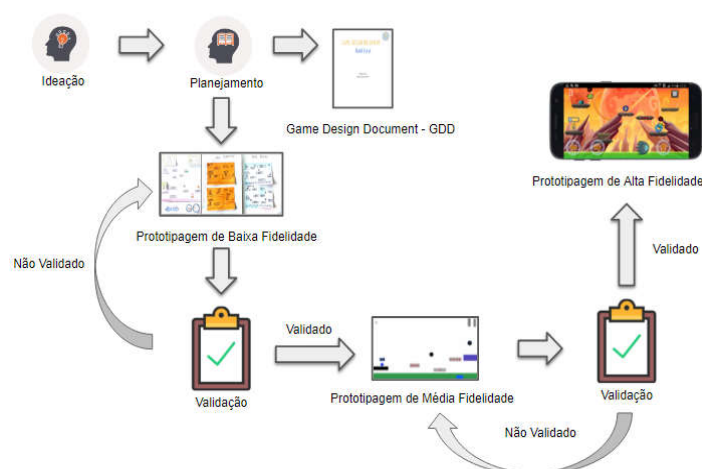 Ideação
Planejamento
Game Design Document - GDD
Prototipagem de Alta Fidelidade
Prototipagem de Baixa Fidelidade
Não Validado
Validado
Validado
Validação
Prototipagem de Média Fidelidade
Validação
Não Validado